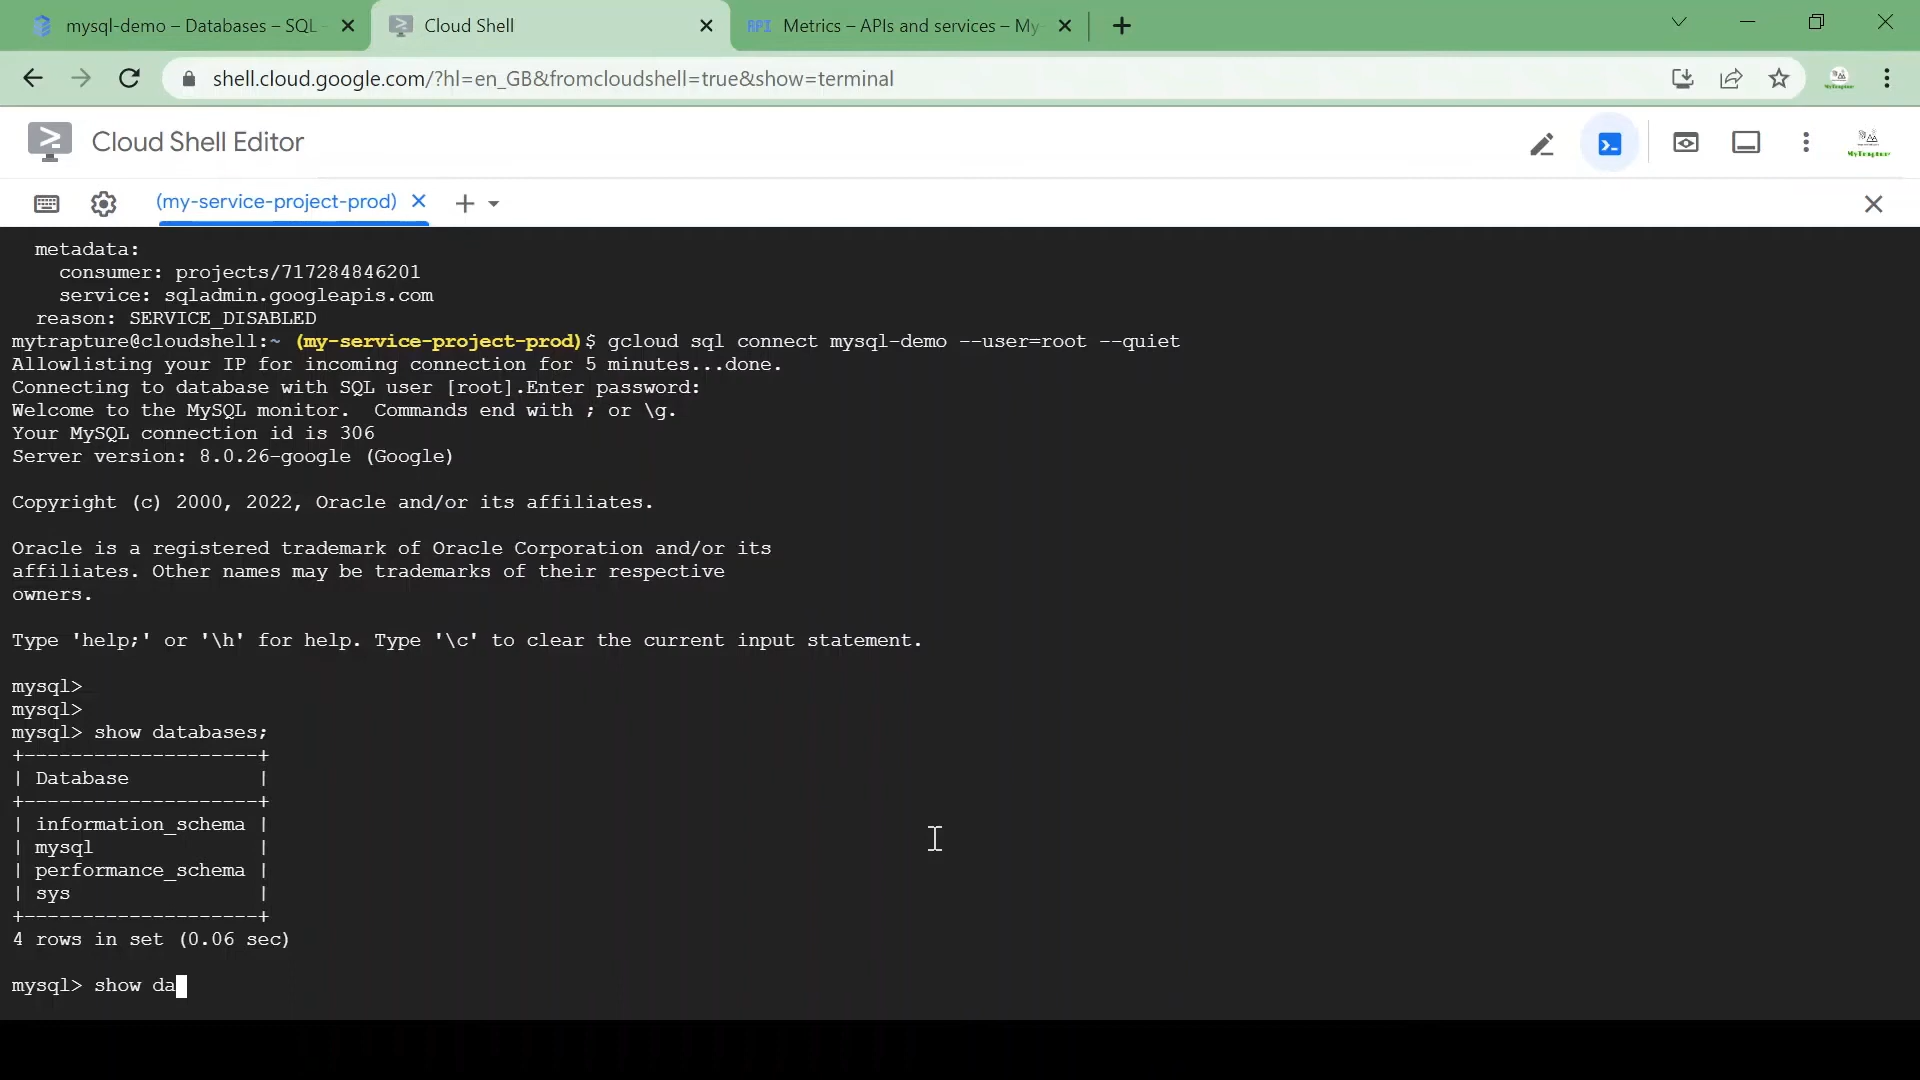 mysql-demo – Databases – SQL
Cloud Shell
API Metrics – APIs and services – My
shell.cloud.google.com/?hl=en_GB&fromcloudshell=true&show=terminal
Cloud Shell Editor
(my-service-project-prod)
metadata:
consumer: projects/717284846201
service: sqladmin.googleapis.com
reason: SERVICE_DISABLED
mytrapture@cloudshell:~ (my-service-project-prod)$ gcloud sql connect mysql-demo --user=root --quiet
Allowlisting your IP for incoming connection for 5 minutes...done.
Connecting to database with SQL user [root].Enter password:
Welcome to the MySQL monitor.  Commands end with ; or \g.
Your MySQL connection id is 306
Server version: 8.0.26-google (Google)
Copyright (c) 2000, 2022, Oracle and/or its affiliates.
Oracle is a registered trademark of Oracle Corporation and/or its
affiliates. Other names may be trademarks of their respective
owners.
Type 'help;' or '\h' for help. Type '\c' to clear the current input statement.
mysql>
mysql>
mysql> show databases;
+--------------------+
| Database           |
+--------------------+
| information_schema |
| mysql              |
| performance_schema |
| sys                |
+--------------------+
4 rows in set (0.06 sec)
mysql> show da